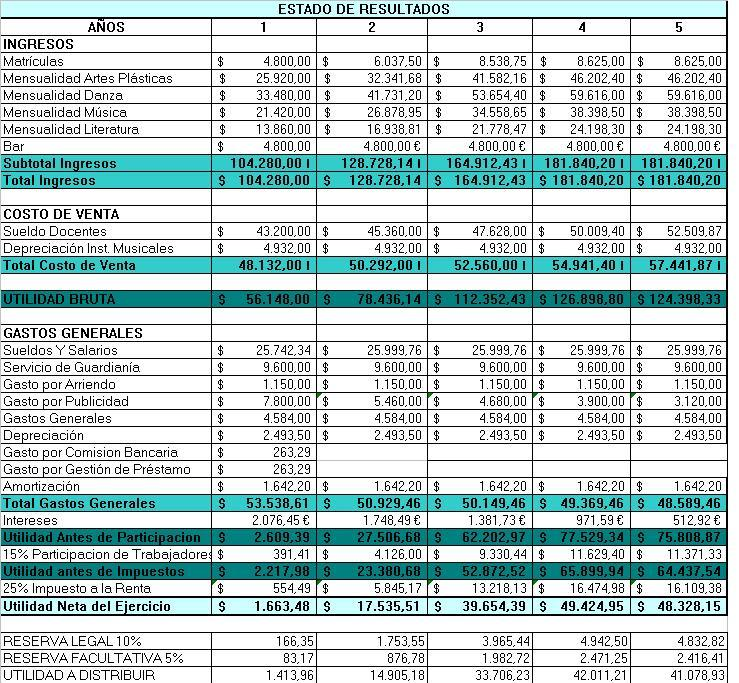 ESTADO DE RESULTADOS
AÑOS 1 2 3 4 5
INGRESOS
Matrículas $ 4.800,00 $ 6.037,50 $ 8.538,75 $ 8.625,00 $ 8.625,00
Mensualidad Artes Plásticas $ 25.920,00 $ 32.341,68 $ 41.582,16 $ 46.202,40 $ 46.202,40
Mensualidad Danza $ 33.480,00 $ 41.731,20 $ 53.654,40 $ 59.616,00 $ 59.616,00
Mensualidad Música $ 21.420,00 $ 26.878,95 $ 34.558,65 $ 38.398,50 $ 38.398,50
Mensualidad Literatura $ 13.860,00 $ 16.938,81 $ 21.778,47 $ 24.198,30 $ 24.198,30
Bar $ 4.800,00 4.800,00 € 4.800,00 € 4.800,00 € 4.800,00 €
Subtotal Ingresos 104.280,00 128.728,14 164.912,43 181.840,20 181.840,20
Total Ingresos $ 104.280,00 $ 128.728,14 $ 164.912,43 $ 181.840,20 $ 181.840,20
COSTO DE VENTA
Sueldo Docentes $ 43.200,00 $ 45.360,00 $ 47.628,00 $ 50.009,40 $ 52.509,87
Depreciación Inst. Musicales $ 4.932,00 $ 4.932,00 $ 4.932,00 $ 4.932,00 $ 4.932,00
Total Costo de Venta 48.132,00 50.292,00 52.560,00 54.941,40 57.441,87
UTILIDAD BRUTA $ 56.148,00 $ 78.436,14 $ 112.352,43 $ 126.898,80 $ 124.398,33
GASTOS GENERALES
Sueldos Y Salarios $ 25.742,34 $ 25.999,76 $ 25.999,76 $ 25.999,76 $ 25.999,76
Servicio de Guardianía $ 9.600,00 $ 9.600,00 $ 9.600,00 $ 9.600,00 $ 9.600,00
Gasto por Arriendo $ 1.150,00 $ 1.150,00 $ 1.150,00 $ 1.150,00 $ 1.150,00
Gasto por Publicidad $ 7.800,00 $ 5.460,00 $ 4.680,00 $ 3.900,00 $ 3.120,00
Gastos Generales $ 4.584,00 $ 4.584,00 $ 4.584,00 $ 4.584,00 $ 4.584,00
Depreciación $ 2.493,50 $ 2.493,50 $ 2.493,50 $ 2.493,50 $ 2.493,50
Gasto por Comision Bancaria $ 263,29
Gasto por Gestión de Préstamo $ 263,29
Amortización $ 1.642,20 $ 1.642,20 $ 1.642,20 $ 1.642,20 $ 1.642,20
Total Gastos Generales $ 53.538,61 $ 50.929,46 $ 50.149,46 $ 49.369,46 $ 48.589,46
Intereses 2.076,45 € 1.748,49 € 1.381,73 € 971,59 € 512,92 €
Utilidad Antes de Participacion $ 2.609,39 $ 27.506,68 $ 62.202,97 $ 77.529,34 $ 75.808,87
15% Participacion de Trabajadores $ 391,41 $ 4.126,00 $ 9.330,44 $ 11.629,40 $ 11.371,33
Utilidad antes de Impuestos $ 2.217,98 $ 23.380,68 $ 52.872,52 $ 65.899,94 $ 64.437,54
25% Impuesto a la Renta $ 554,49 $ 5.845,17 $ 13.218,13 $ 16.474,98 $ 16.109,38
Utilidad Neta del Ejercicio $ 1.663,48 $ 17.535,51 $ 39.654,39 $ 49.424,95 $ 48.328,15
RESERVA LEGAL 10% 166,35 1.753,55 3.965,44 4.942,50 4.832,82
RESERVA FACULTATIVA 5% 83,17 876,78 1.982,72 2.471,25 2.416,41
UTILIDAD A DISTRIBUIR 1.413,96 14.905,18 33.706,23 42.011,21 41.078,93